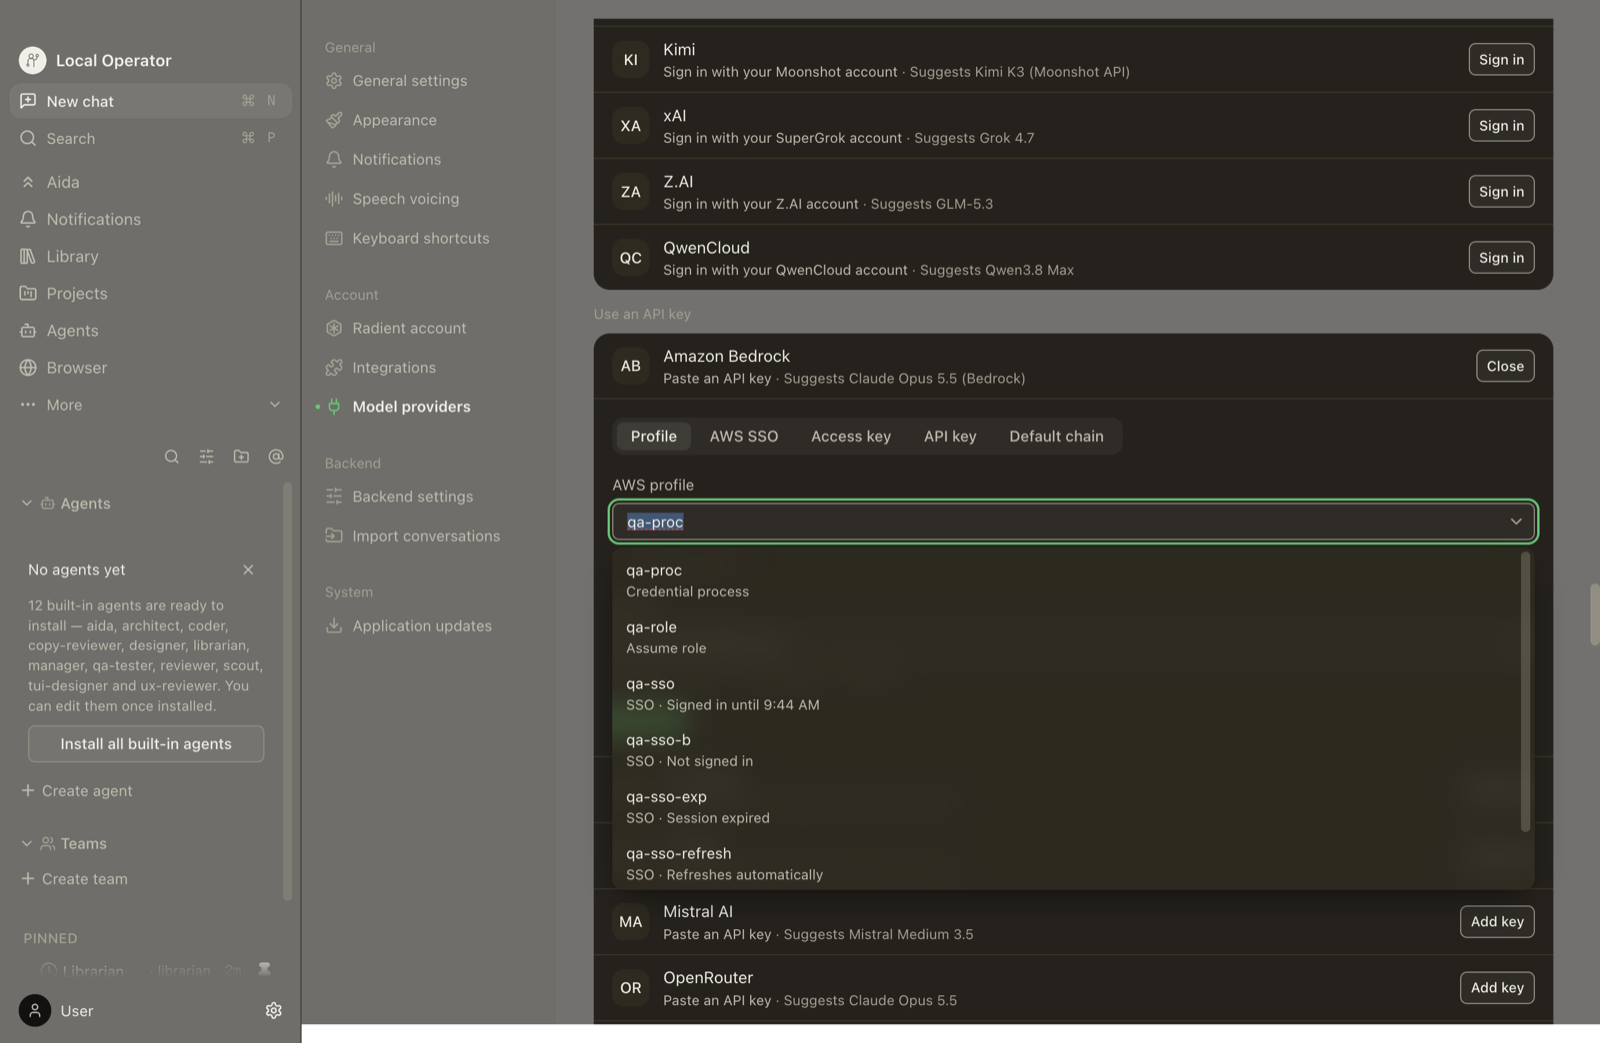 Local Operator
New chat ⌘ N
Search ⌘ P
Aida
Notifications
Library
Projects
Agents
Browser
More
Agents
No agents yet
12 built-in agents are ready to
install — aida, architect, coder,
copy-reviewer, designer, librarian,
manager, qa-tester, reviewer, scout,
tui-designer and ux-reviewer. You
can edit them once installed.
Install all built-in agents
Create agent
Teams
Create team
PINNED
Librarian · librarian 2m
User
General
General settings
Appearance
Notifications
Speech voicing
Keyboard shortcuts
Account
Radient account
Integrations
Model providers
Backend
Backend settings
Import conversations
System
Application updates
KI
Kimi
Sign in with your Moonshot account · Suggests Kimi K3 (Moonshot API)
Sign in
XA
xAI
Sign in with your SuperGrok account · Suggests Grok 4.7
Sign in
ZA
Z.AI
Sign in with your Z.AI account · Suggests GLM-5.3
Sign in
QC
QwenCloud
Sign in with your QwenCloud account · Suggests Qwen3.8 Max
Sign in
Use an API key
AB
Amazon Bedrock
Paste an API key · Suggests Claude Opus 5.5 (Bedrock)
Close
Profile AWS SSO Access key API key Default chain
AWS profile
qa-proc
qa-proc
Credential process
qa-role
Assume role
qa-sso
SSO · Signed in until 9:44 AM
qa-sso-b
SSO · Not signed in
qa-sso-exp
SSO · Session expired
qa-sso-refresh
SSO · Refreshes automatically
MA
Mistral AI
Paste an API key · Suggests Mistral Medium 3.5
Add key
OR
OpenRouter
Paste an API key · Suggests Claude Opus 5.5
Add key